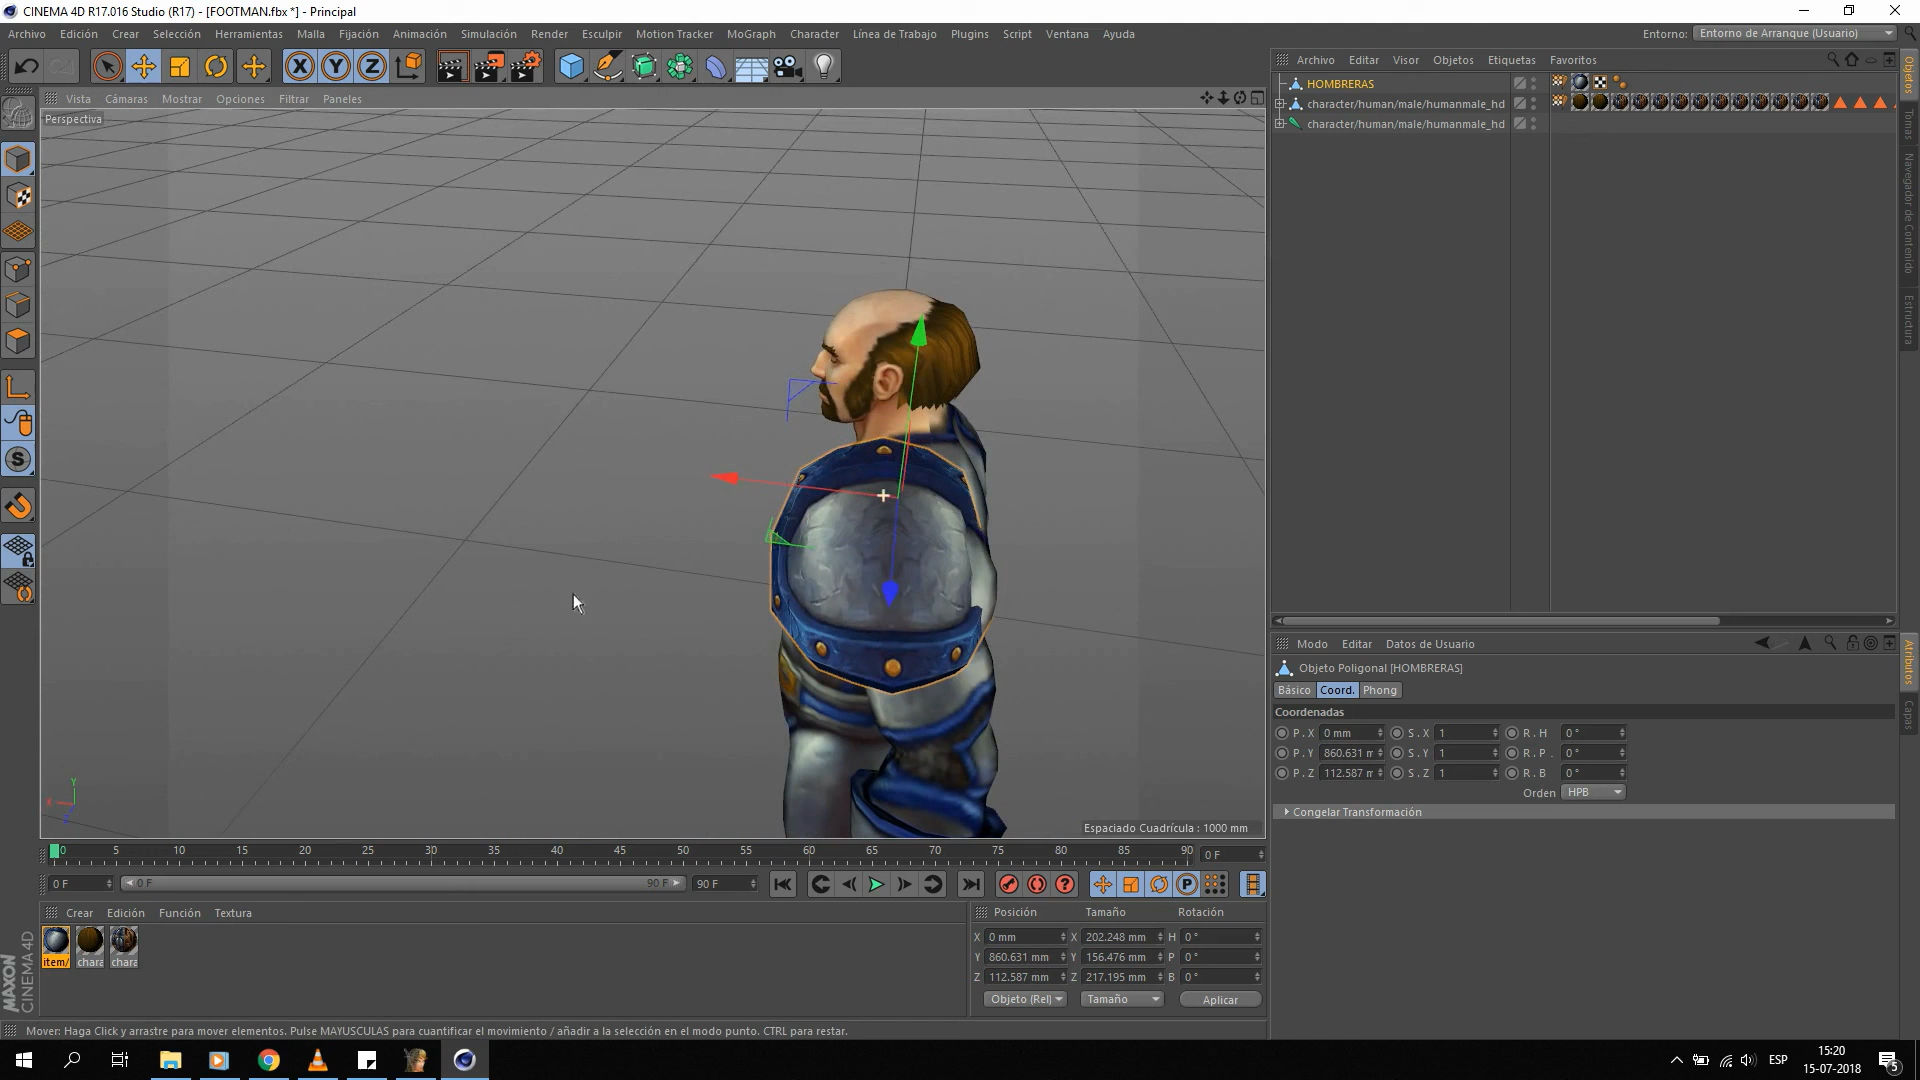 CINEMA 4D R17.016 Studio (R17) - [FOOTMAN.fbx *] - Principal
Archivo Edición Crear Selección Herramientas Malla Fijación Animación Simulación Render Esculpir Motion Tracker MoGraph Character Línea de Trabajo Plugins Script Ventana Ayuda
Entorno: Entorno de Arranque (Usuario)
Archivo Editar Visor Objetos Etiquetas Favoritos
HOMBRERAS
character/human/male/humanmale_hd
character/human/male/humanmale_hd
Objetos
Tomas
Navegador de Contenido
Estructura
Vista Cámaras Mostrar Opciones Filtrar Paneles
Perspectiva
Y
X
Z
Espaciado Cuadrícula : 1000 mm
Modo Editar Datos de Usuario
Objeto Poligonal [HOMBRERAS]
Básico Coord. Phong
Coordenadas
P . X 0 mm S . X 1 R . H 0 °
P . Y 860.631 m S . Y 1 R . P 0 °
P . Z 112.587 m S . Z 1 R . B 0 °
Orden HPB
Congelar Transformación
Atributos
Capas
0 5 10 15 20 25 30 35 40 45 50 55 60 65 70 75 80 85 90 0 F
0 F 0 F 90 F 90 F
Crear Edición Función Textura
item/ chara chara
Posición Tamaño Rotación
X 0 mm X 202.248 mm H 0 °
Y 860.631 mm Y 156.476 mm P 0 °
Z 112.587 mm Z 217.195 mm B 0 °
Objeto (Rel) Tamaño Aplicar
MAXON
CINEMA 4D
Mover: Haga Click y arrastre para mover elementos. Pulse MAYUSCULAS para cuantificar el movimiento / añadir a la selección en el modo punto. CTRL para restar.
ESP
15:20
15-07-2018
5